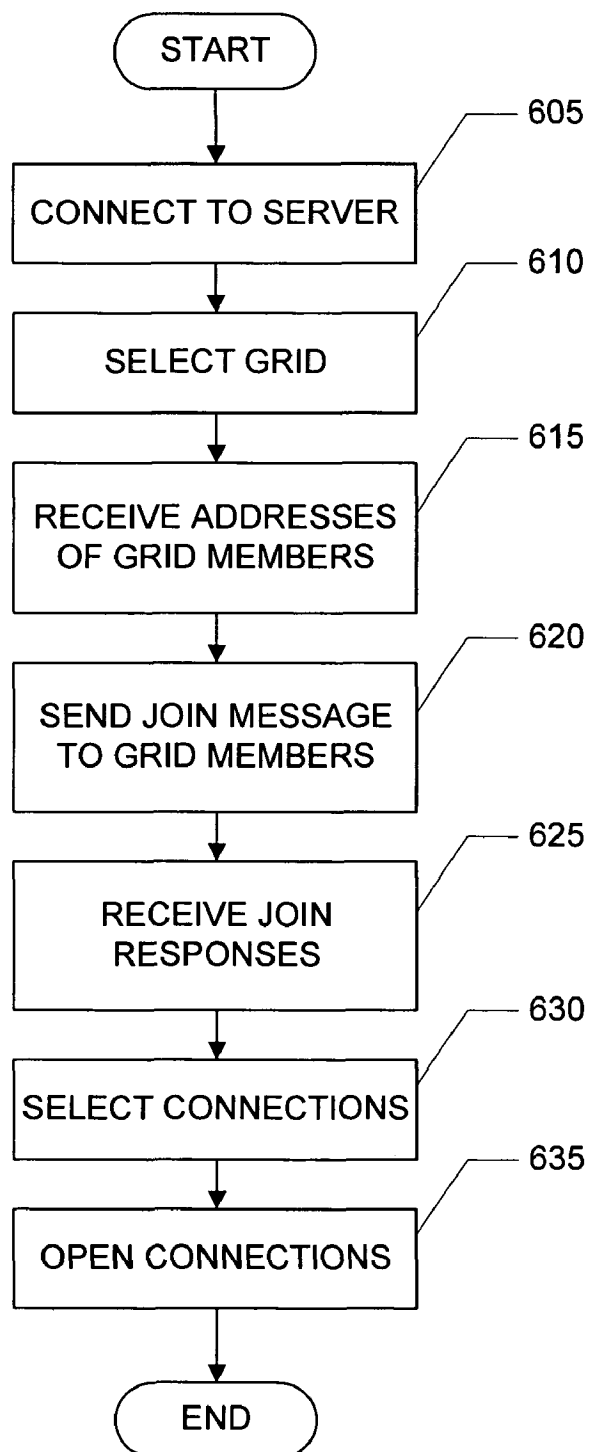 START
605
CONNECT TO SERVER
610
SELECT GRID
615
RECEIVE ADDRESSES
OF GRID MEMBERS
620
SEND JOIN MESSAGE
TO GRID MEMBERS
625
RECEIVE JOIN
RESPONSES
630
SELECT CONNECTIONS
635
OPEN CONNECTIONS
END